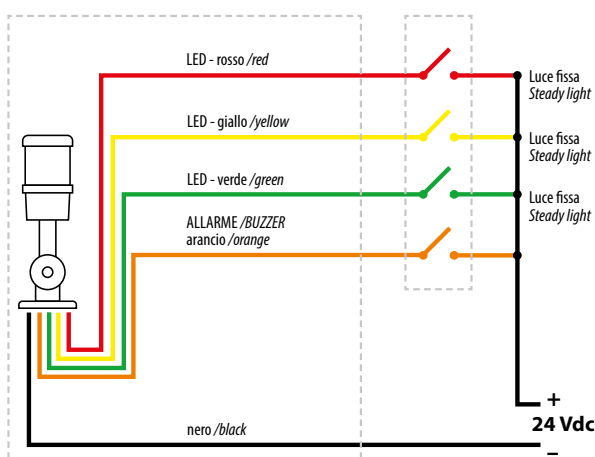 LED - rosso /red
Luce fissa
Steady light
LED - giallo /yellow
Luce fissa
Steady light
LED - verde /green
Luce fissa
Steady light
ALLARME /BUZZER
arancio /orange
+
24 Vdc
nero /black
–